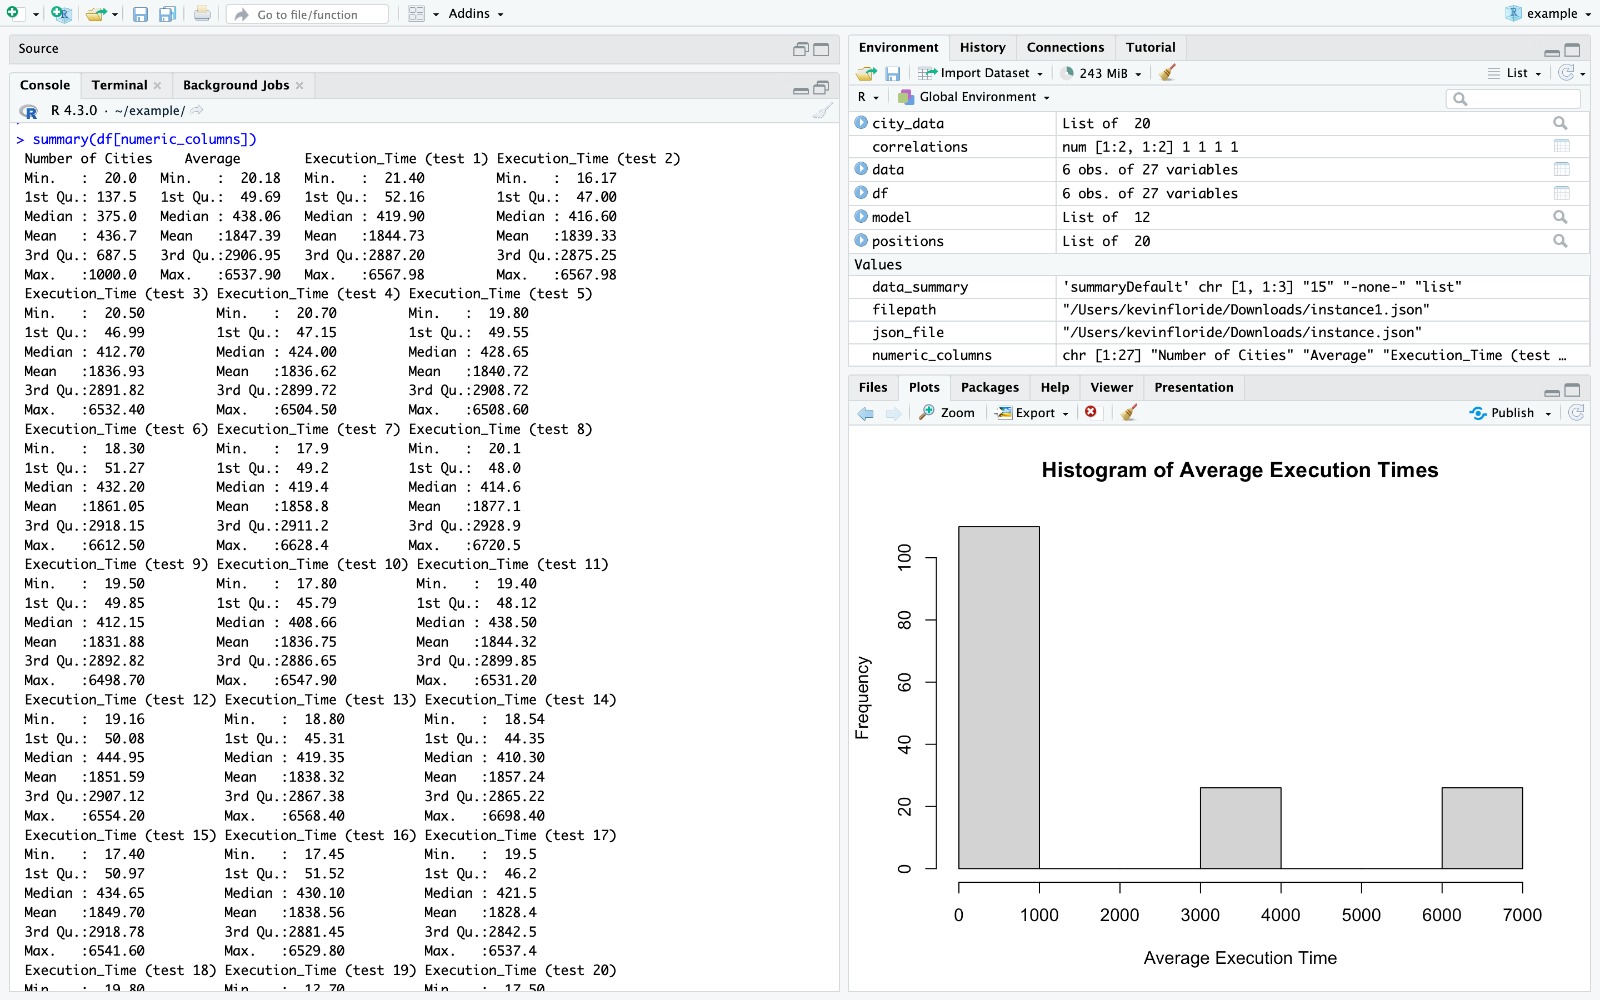 Go to file/function
Addins
example
Source
Console Terminal Background Jobs
R 4.3.0 · ~/example/
> summary(df[numeric_columns])
Number of Cities Average Execution_Time (test 1) Execution_Time (test 2)
Min. : 20.0 Min. : 20.18 Min. : 21.40 Min. : 16.17
1st Qu.: 137.5 1st Qu.: 49.69 1st Qu.: 52.16 1st Qu.: 47.00
Median : 375.0 Median : 438.06 Median : 419.90 Median : 416.60
Mean : 436.7 Mean :1847.39 Mean :1844.73 Mean :1839.33
3rd Qu.: 687.5 3rd Qu.:2906.95 3rd Qu.:2887.20 3rd Qu.:2875.25
Max. :1000.0 Max. :6537.90 Max. :6567.98 Max. :6567.98
Execution_Time (test 3) Execution_Time (test 4) Execution_Time (test 5)
Min. : 20.50 Min. : 20.70 Min. : 19.80
1st Qu.: 46.99 1st Qu.: 47.15 1st Qu.: 49.55
Median : 412.70 Median : 424.00 Median : 428.65
Mean :1836.93 Mean :1836.62 Mean :1840.72
3rd Qu.:2891.82 3rd Qu.:2899.72 3rd Qu.:2908.72
Max. :6532.40 Max. :6504.50 Max. :6508.60
Execution_Time (test 6) Execution_Time (test 7) Execution_Time (test 8)
Min. : 18.30 Min. : 17.9 Min. : 20.1
1st Qu.: 51.27 1st Qu.: 49.2 1st Qu.: 48.0
Median : 432.20 Median : 419.4 Median : 414.6
Mean :1861.05 Mean :1858.8 Mean :1877.1
3rd Qu.:2918.15 3rd Qu.:2911.2 3rd Qu.:2928.9
Max. :6612.50 Max. :6628.4 Max. :6720.5
Execution_Time (test 9) Execution_Time (test 10) Execution_Time (test 11)
Min. : 19.50 Min. : 17.80 Min. : 19.40
1st Qu.: 49.85 1st Qu.: 45.79 1st Qu.: 48.12
Median : 412.15 Median : 408.66 Median : 438.50
Mean :1831.88 Mean :1836.75 Mean :1844.32
3rd Qu.:2892.82 3rd Qu.:2886.65 3rd Qu.:2899.85
Max. :6498.70 Max. :6547.90 Max. :6531.20
Execution_Time (test 12) Execution_Time (test 13) Execution_Time (test 14)
Min. : 19.16 Min. : 18.80 Min. : 18.54
1st Qu.: 50.08 1st Qu.: 45.31 1st Qu.: 44.35
Median : 444.95 Median : 419.35 Median : 410.30
Mean :1851.59 Mean :1838.32 Mean :1857.24
3rd Qu.:2907.12 3rd Qu.:2867.38 3rd Qu.:2865.22
Max. :6554.20 Max. :6568.40 Max. :6698.40
Execution_Time (test 15) Execution_Time (test 16) Execution_Time (test 17)
Min. : 17.40 Min. : 17.45 Min. : 19.5
1st Qu.: 50.97 1st Qu.: 51.52 1st Qu.: 46.2
Median : 434.65 Median : 430.10 Median : 421.5
Mean :1849.70 Mean :1838.56 Mean :1828.4
3rd Qu.:2918.78 3rd Qu.:2881.45 3rd Qu.:2842.5
Max. :6541.60 Max. :6529.80 Max. :6537.4
Execution_Time (test 18) Execution_Time (test 19) Execution_Time (test 20)
Min. : 19.80 Min. : 12.70 Min. : 17.50
Environment History Connections Tutorial
Import Dataset 243 MiB List
R Global Environment
city_data List of 20
correlations num [1:2, 1:2] 1 1 1 1
data 6 obs. of 27 variables
df 6 obs. of 27 variables
model List of 12
positions List of 20
Values
data_summary 'summaryDefault' chr [1, 1:3] "15" "-none-" "list"
filepath "/Users/kevinfloride/Downloads/instance1.json"
json_file "/Users/kevinfloride/Downloads/instance.json"
numeric_columns chr [1:27] "Number of Cities" "Average" "Execution_Time (test …
Files Plots Packages Help Viewer Presentation
Zoom Export Publish
Histogram of Average Execution Times
Frequency
100
80
60
40
20
0
0 1000 2000 3000 4000 5000 6000 7000
Average Execution Time